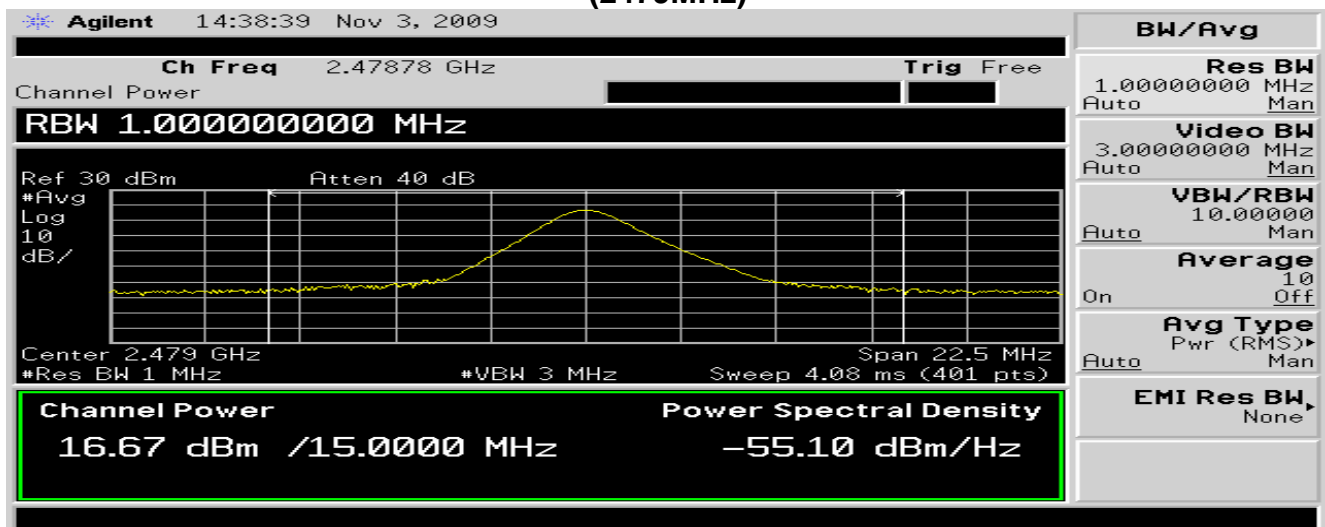 Agilent 14:38:39 Nov 3, 2009
Ch Freq 2.47878 GHz Trig Free
Channel Power
RBW 1.000000000 MHz
Ref 30 dBm Atten 40 dB
#Avg
Log
10
dB/
Center 2.479 GHz Span 22.5 MHz
#Res BW 1 MHz #VBW 3 MHz Sweep 4.08 ms (401 pts)
Channel Power Power Spectral Density
16.67 dBm /15.0000 MHz -55.10 dBm/Hz
BW/Avg
Res BW
1.00000000 MHz
Auto Man
Video BW
3.00000000 MHz
Auto Man
VBW/RBW
10.00000
Auto Man
Average
10
On Off
Avg Type
Pwr (RMS)
Auto Man
EMI Res BW
None